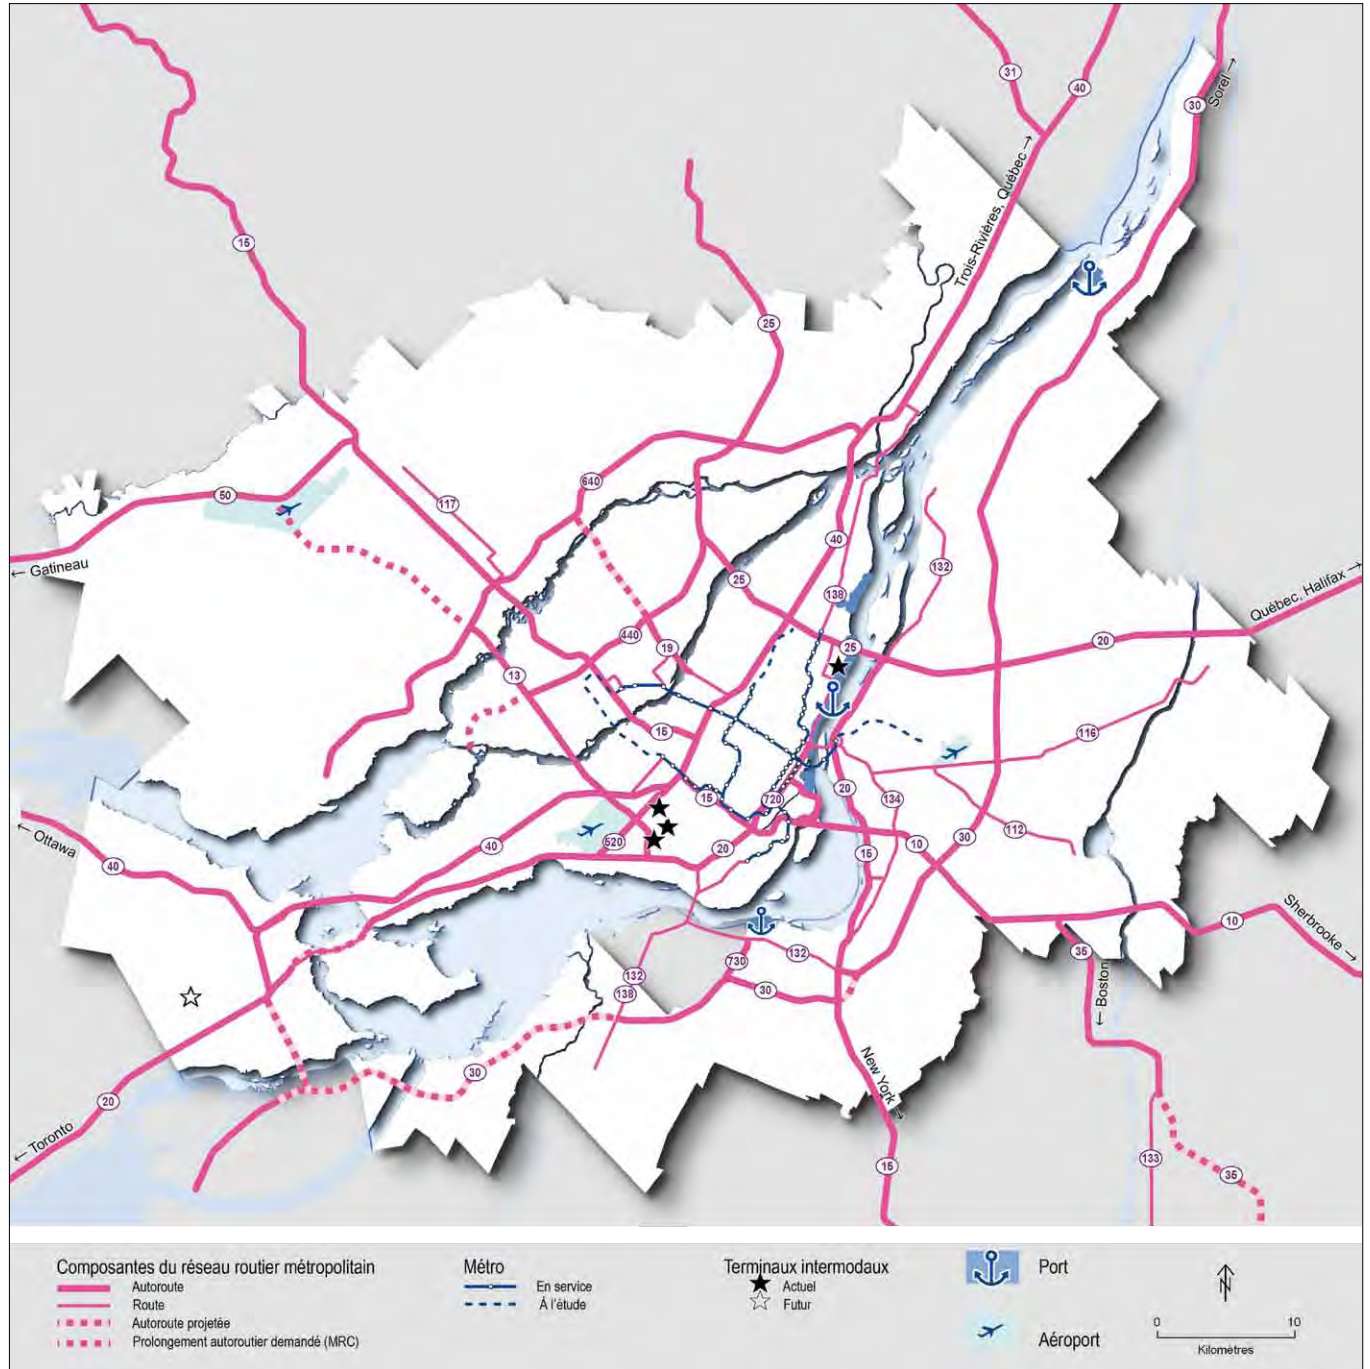 31
40
Sorel →
30
Trois-Rivières, Québec →
15
25
640
50
117
← Gatineau
40
132
25
138
Québec, Halifax →
20
440
19
25
13
15
116
15
720
20
134
← Ottawa
40
520
20
112
30
40
15
10
Sherbrooke →
10
132
730
132
35
138
30
← Boston
30
New York →
20
← Toronto
133
15
35
Composantes du réseau routier métropolitain
Autoroute
Route
Autoroute projetée
Prolongement autoroutier demandé (MRC)
Métro
En service
À l'étude
Terminaux intermodaux
Actuel
Futur
Port
Aéroport
0 10
Kilomètres